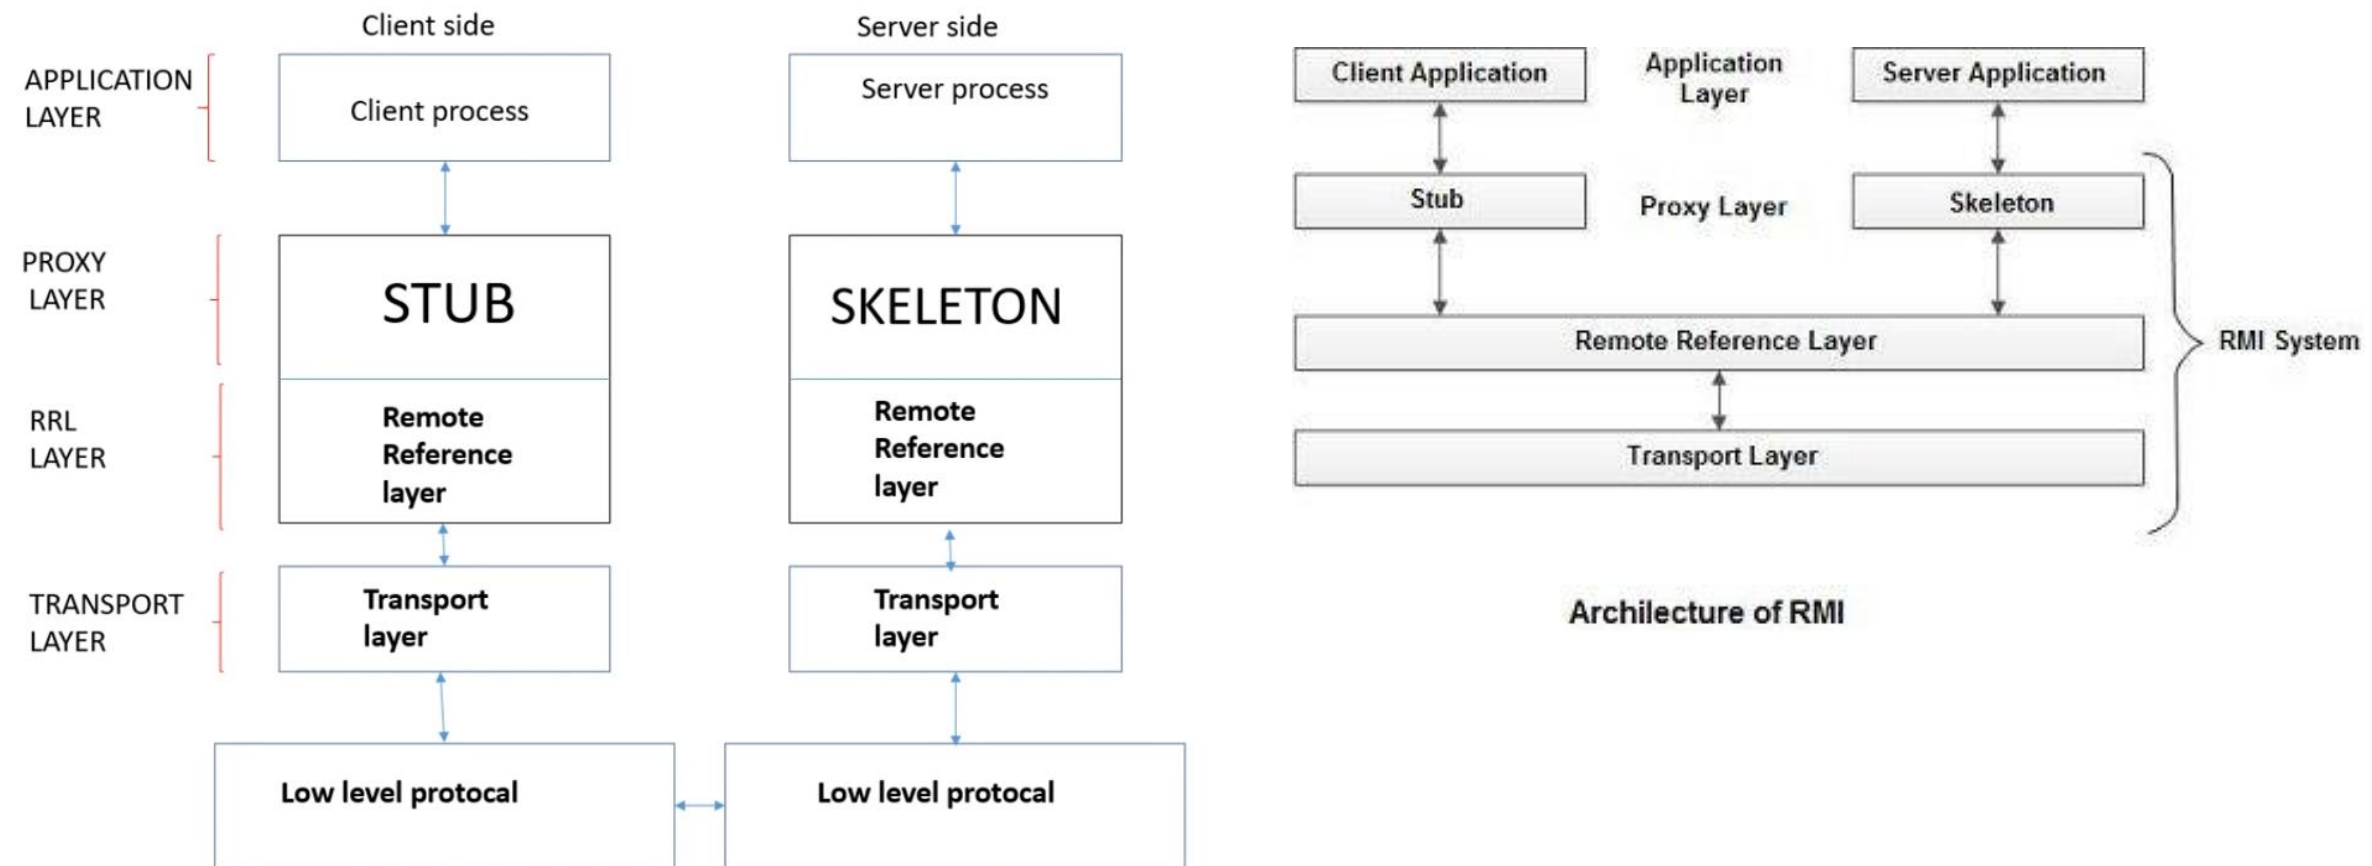 Client side
Server side
APPLICATION
LAYER
Client process
Server process
PROXY
LAYER
STUB
SKELETON
RRL
LAYER
Remote
Reference
layer
Remote
Reference
layer
TRANSPORT
LAYER
Transport
layer
Transport
layer
Low level protocal
Low level protocal
Client Application
Application
Layer
Server Application
Stub
Proxy Layer
Skeleton
Remote Reference Layer
RMI System
Transport Layer
Archilecture of RMI